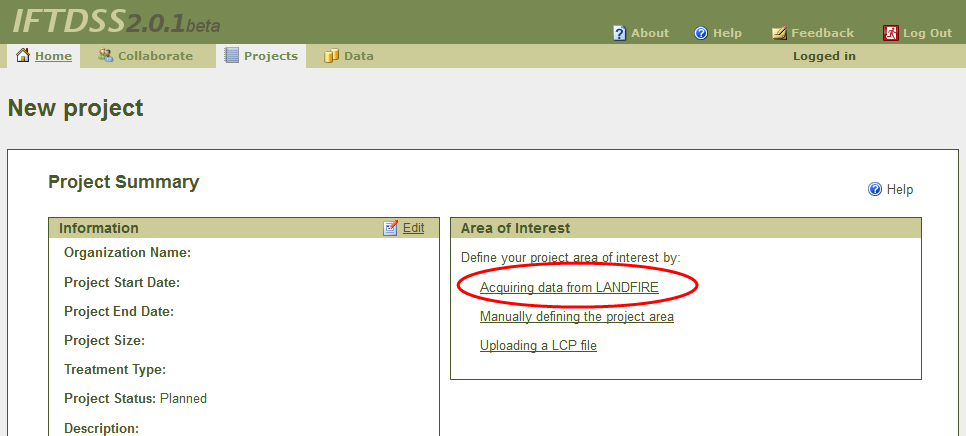 IFTDSS2.0.1beta
About Help Feedback Log Out
Home Collaborate Projects Data Logged in
New project
Project Summary
Help
Information Edit
Organization Name:
Project Start Date:
Project End Date:
Project Size:
Treatment Type:
Project Status: Planned
Description:
Area of Interest
Define your project area of interest by:
Acquiring data from LANDFIRE
Manually defining the project area
Uploading a LCP file